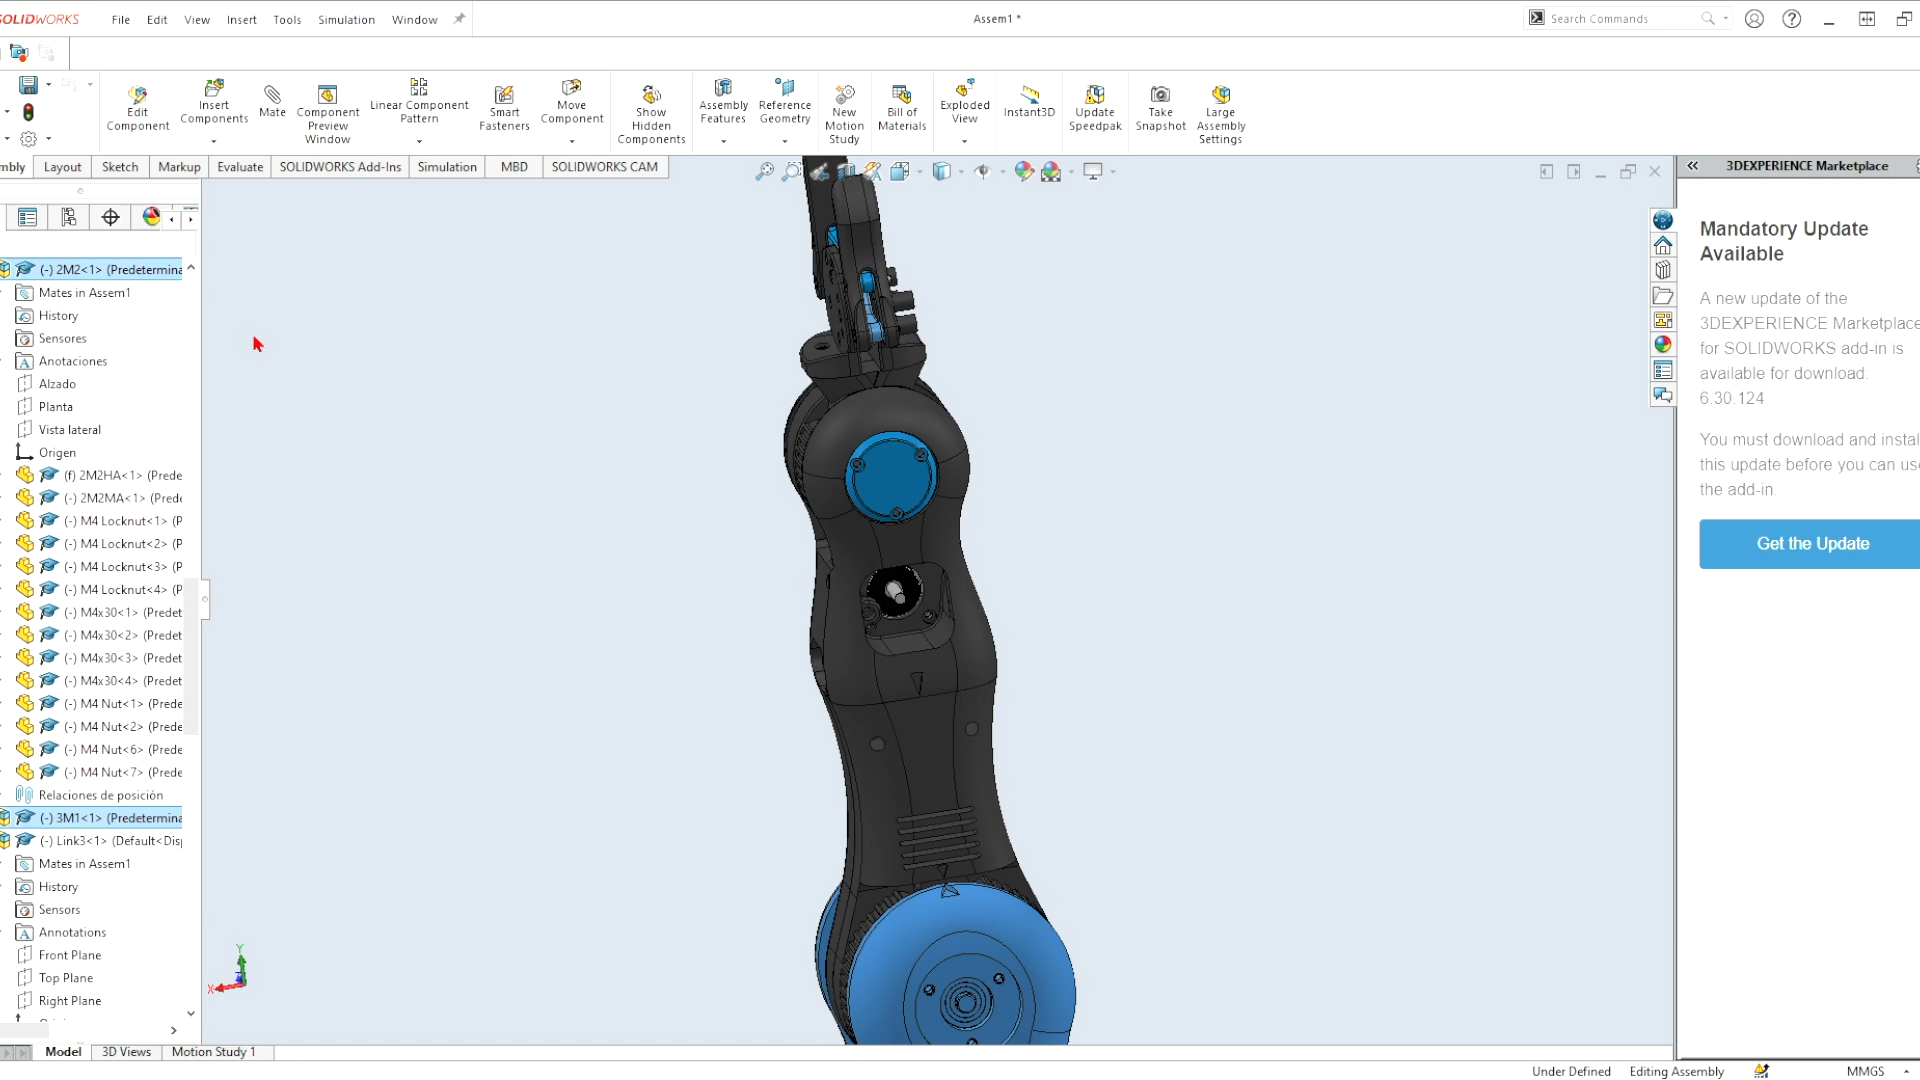 SOLIDWORKS File Edit View Insert Tools Simulation Window Assem1 * Search Commands
Edit Component
Insert Components
Mate
Component Preview Window
Linear Component Pattern
Smart Fasteners
Move Component
Show Hidden Components
Assembly Features
Reference Geometry
New Motion Study
Bill of Materials
Exploded View
Instant3D
Update Speedpak
Take Snapshot
Large Assembly Settings
mbly Layout Sketch Markup Evaluate SOLIDWORKS Add-Ins Simulation MBD SOLIDWORKS CAM
3DEXPERIENCE Marketplace
(-) 2M2<1> (Predetermina
Mates in Assem1
History
Sensores
Anotaciones
Alzado
Planta
Vista lateral
Origen
(f) 2M2HA<1> (Prede
(-) 2M2MA<1> (Prede
(-) M4 Locknut<1> (P
(-) M4 Locknut<2> (P
(-) M4 Locknut<3> (P
(-) M4 Locknut<4> (P
(-) M4x30<1> (Predet
(-) M4x30<2> (Predet
(-) M4x30<3> (Predet
(-) M4x30<4> (Predet
(-) M4 Nut<1> (Prede
(-) M4 Nut<2> (Prede
(-) M4 Nut<6> (Prede
(-) M4 Nut<7> (Prede
Relaciones de posición
(-) 3M1<1> (Predetermina
(-) Link3<1> (Default<Dis
Mates in Assem1
History
Sensors
Annotations
Front Plane
Top Plane
Right Plane
Y
X
Mandatory Update
Available
A new update of the
3DEXPERIENCE Marketplace
for SOLIDWORKS add-in is
available for download:
6.30.124
You must download and instal
this update before you can us
the add-in.
Get the Update
Model 3D Views Motion Study 1
Under Defined Editing Assembly MMGS